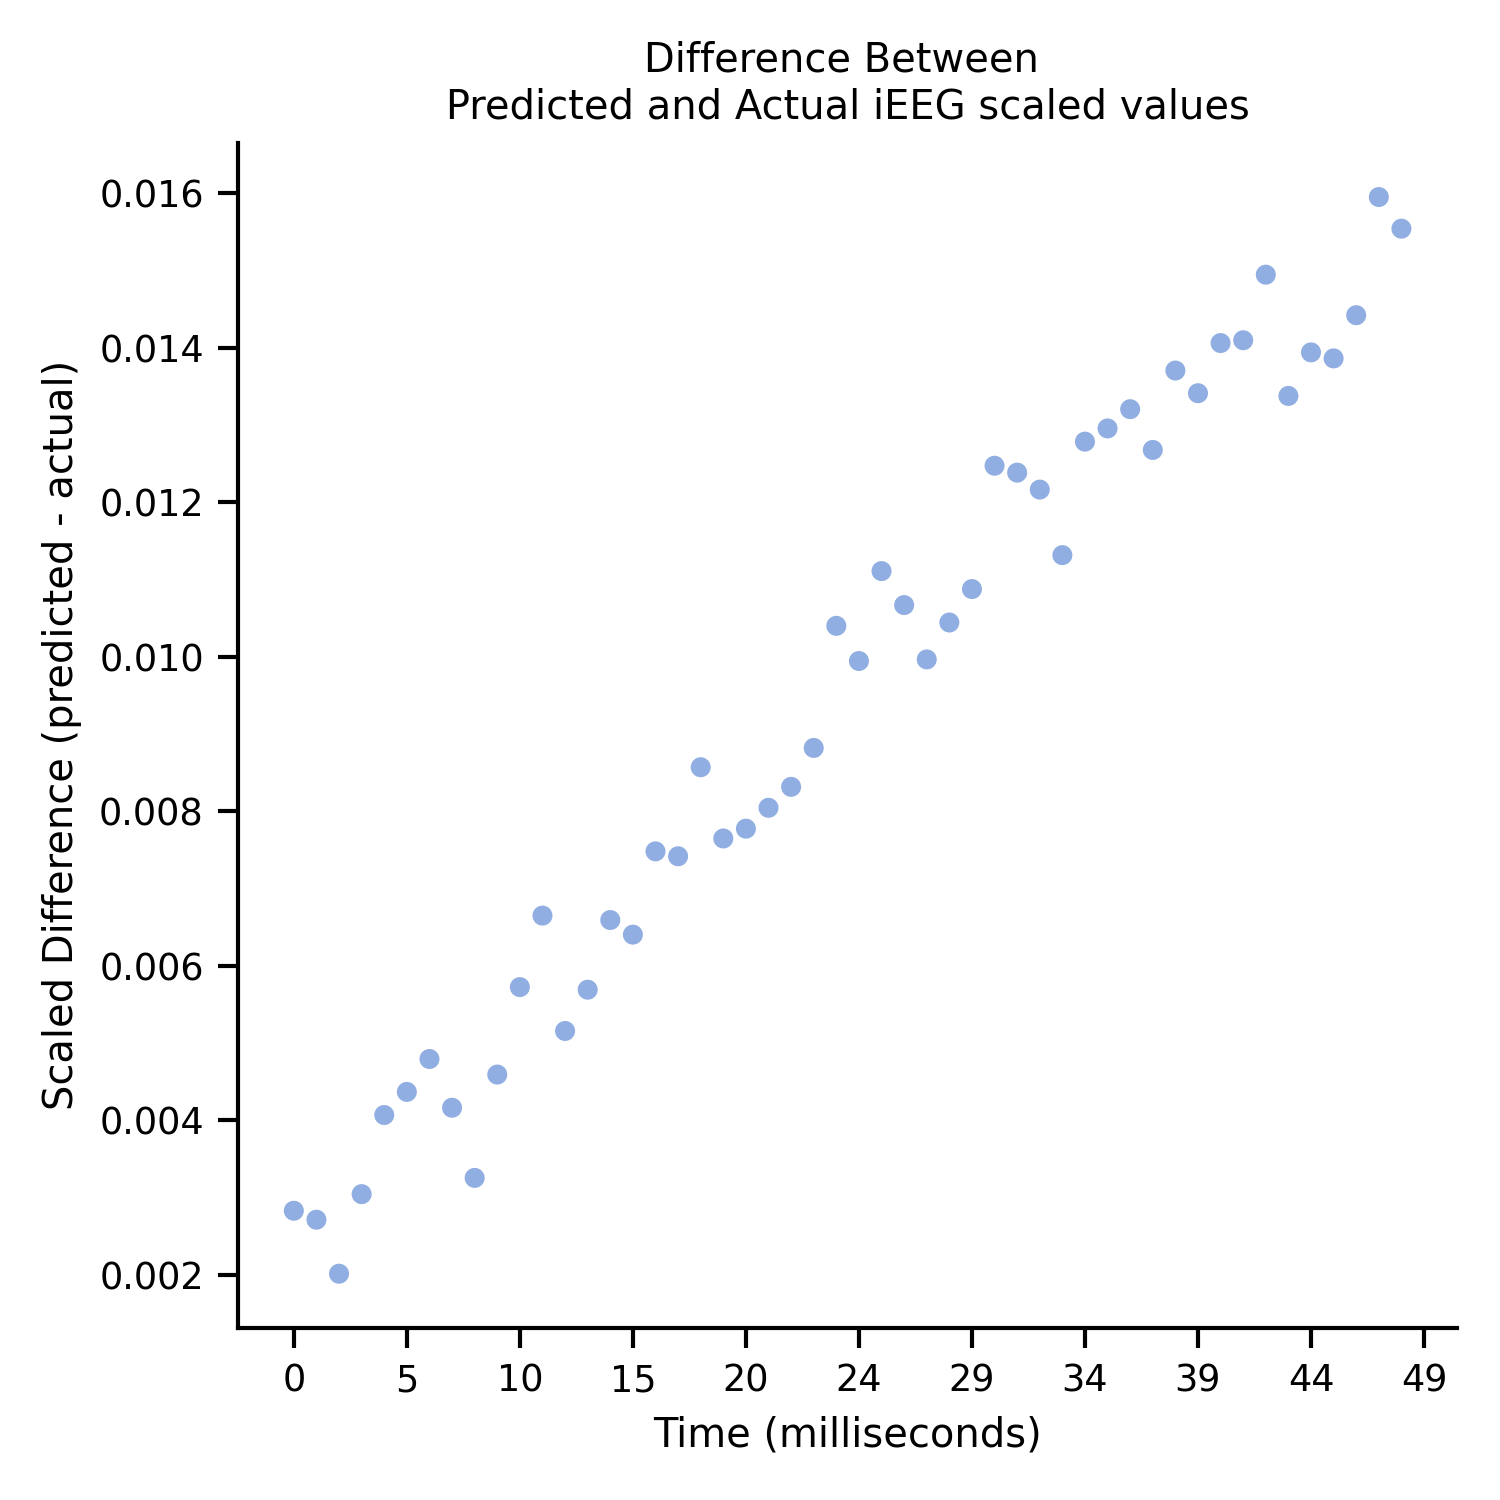 Difference Between
Predicted and Actual iEEG scaled values
0.016
0.014
0.012
0.010
0.008
0.006
0.004
0.002
Scaled Difference (predicted - actual)
0 5 10 15 20 24 29 34 39 44 49
Time (milliseconds)